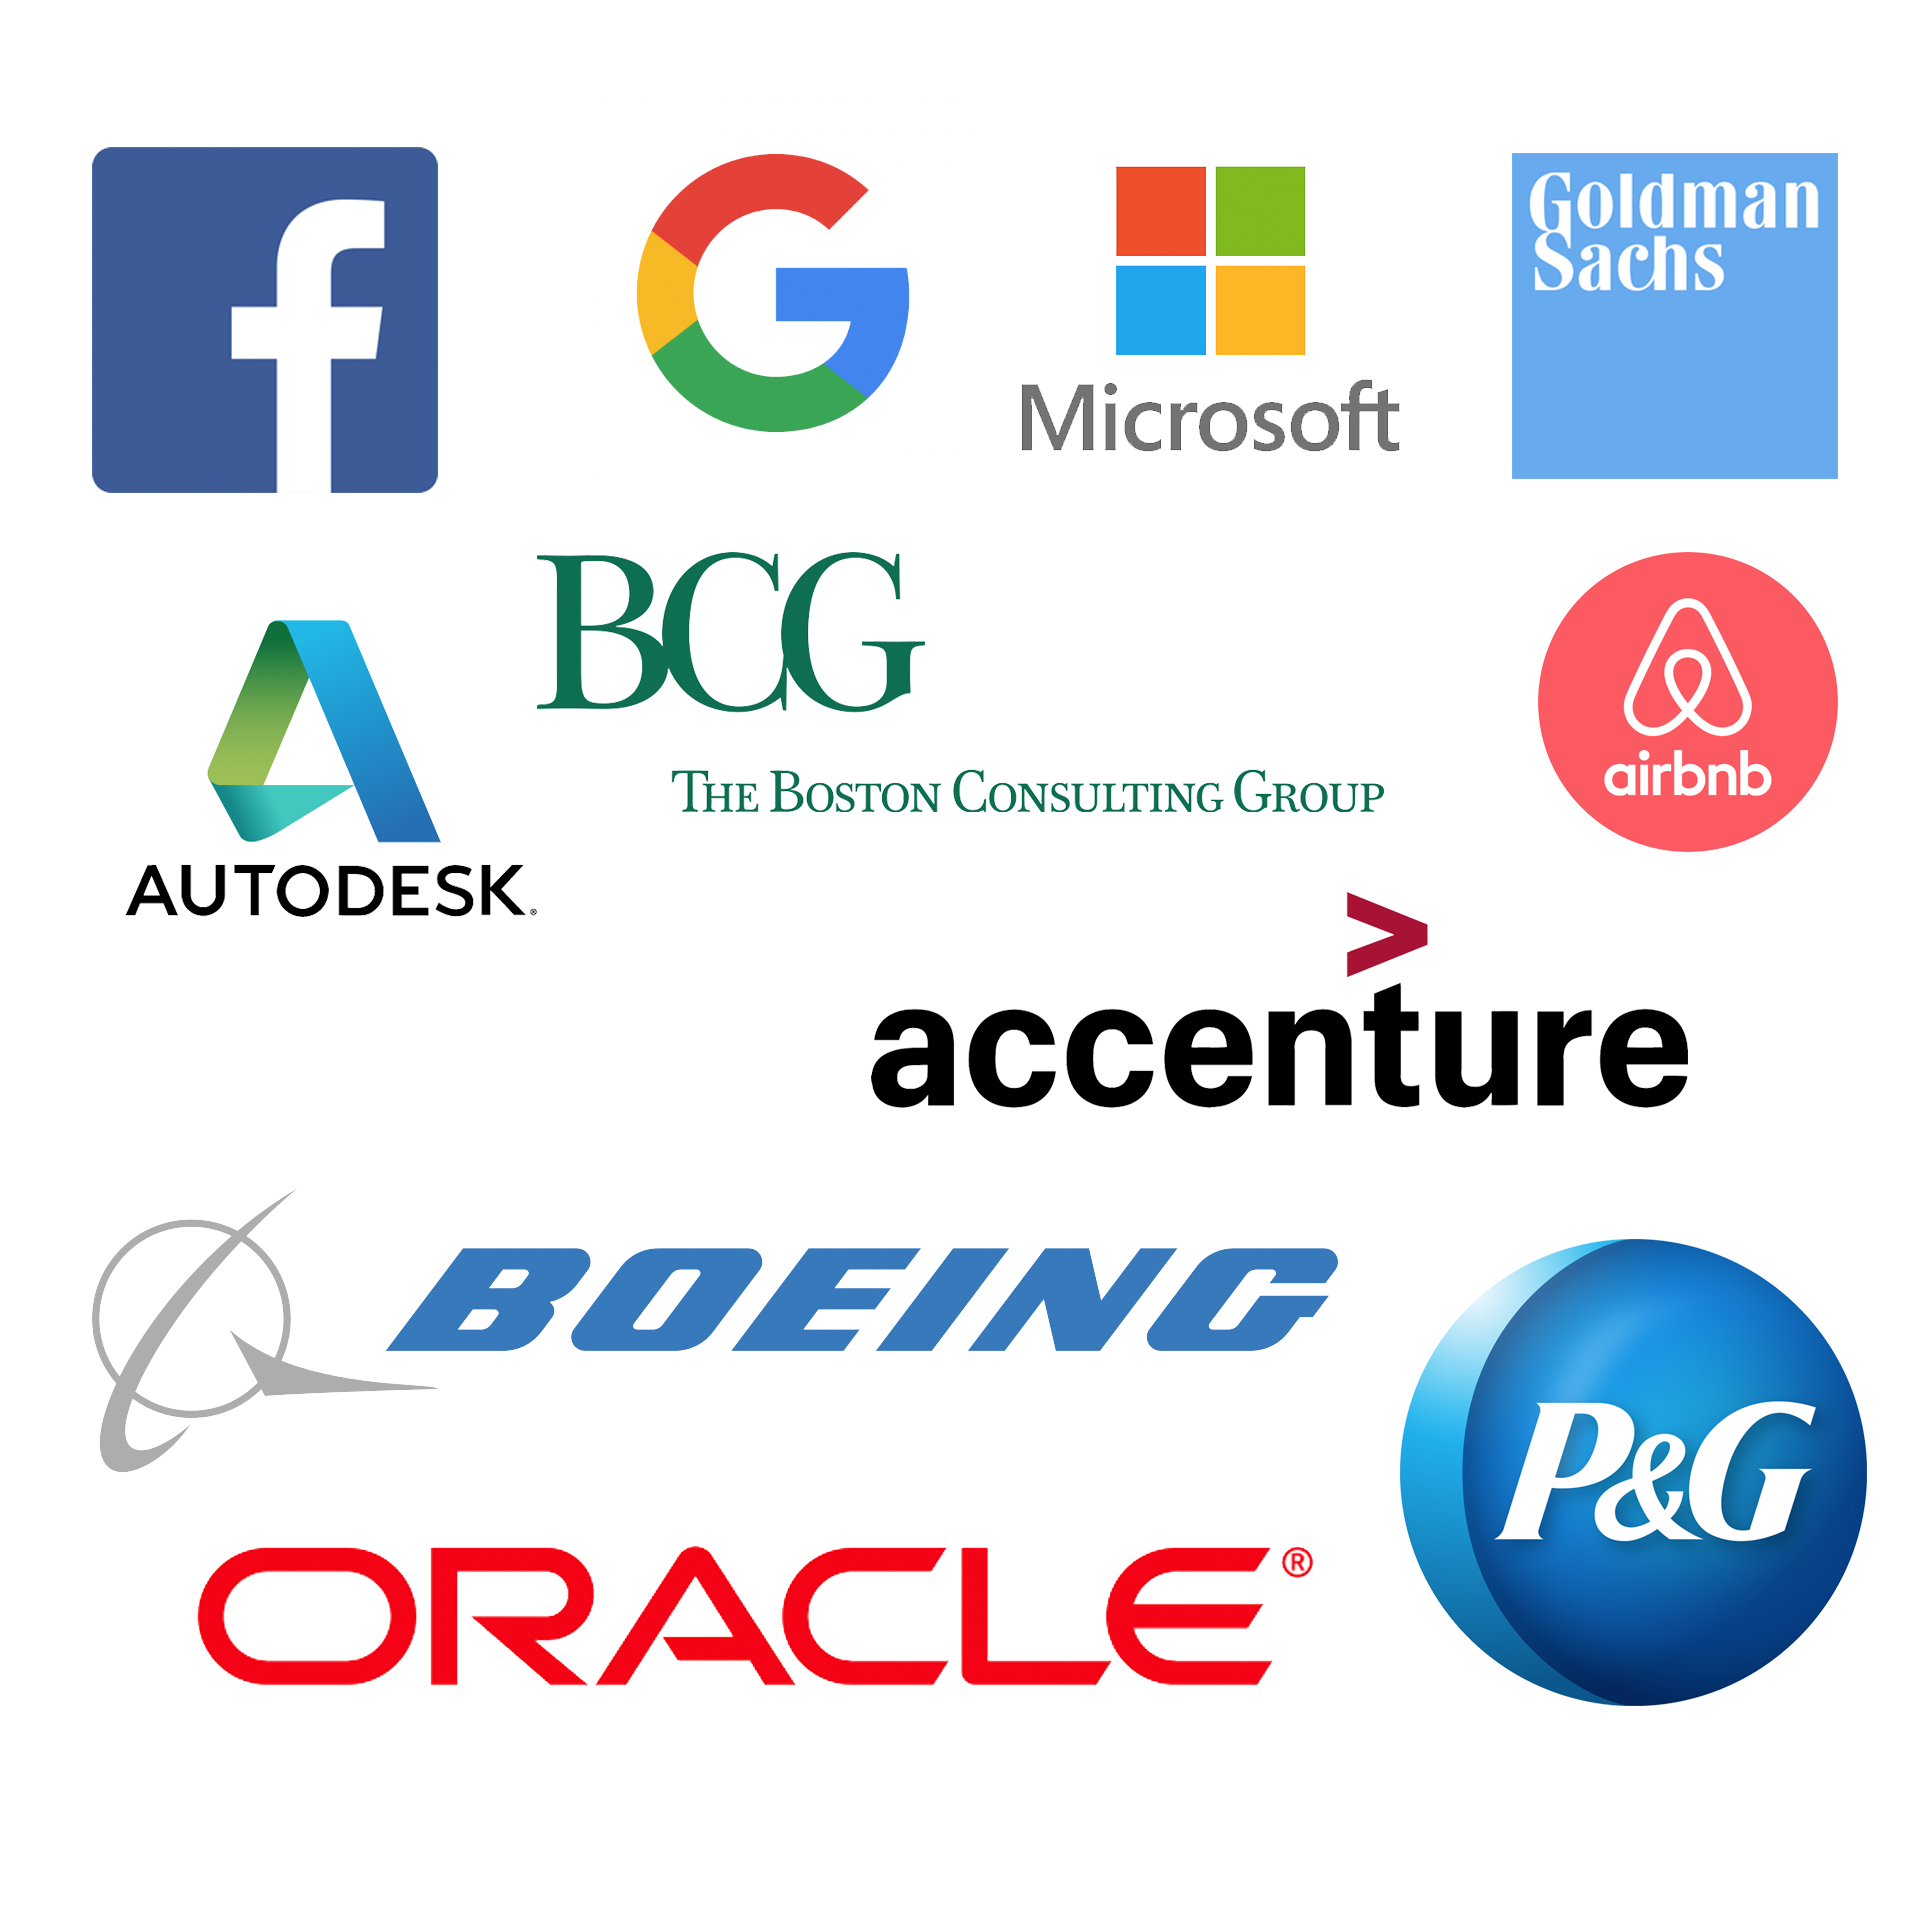 f
G
Microsoft
Goldman
Sachs
BCG
THE BOSTON CONSULTING GROUP
airbnb
AUTODESK®
>
accenture
BOEING
P&G
ORACLE®